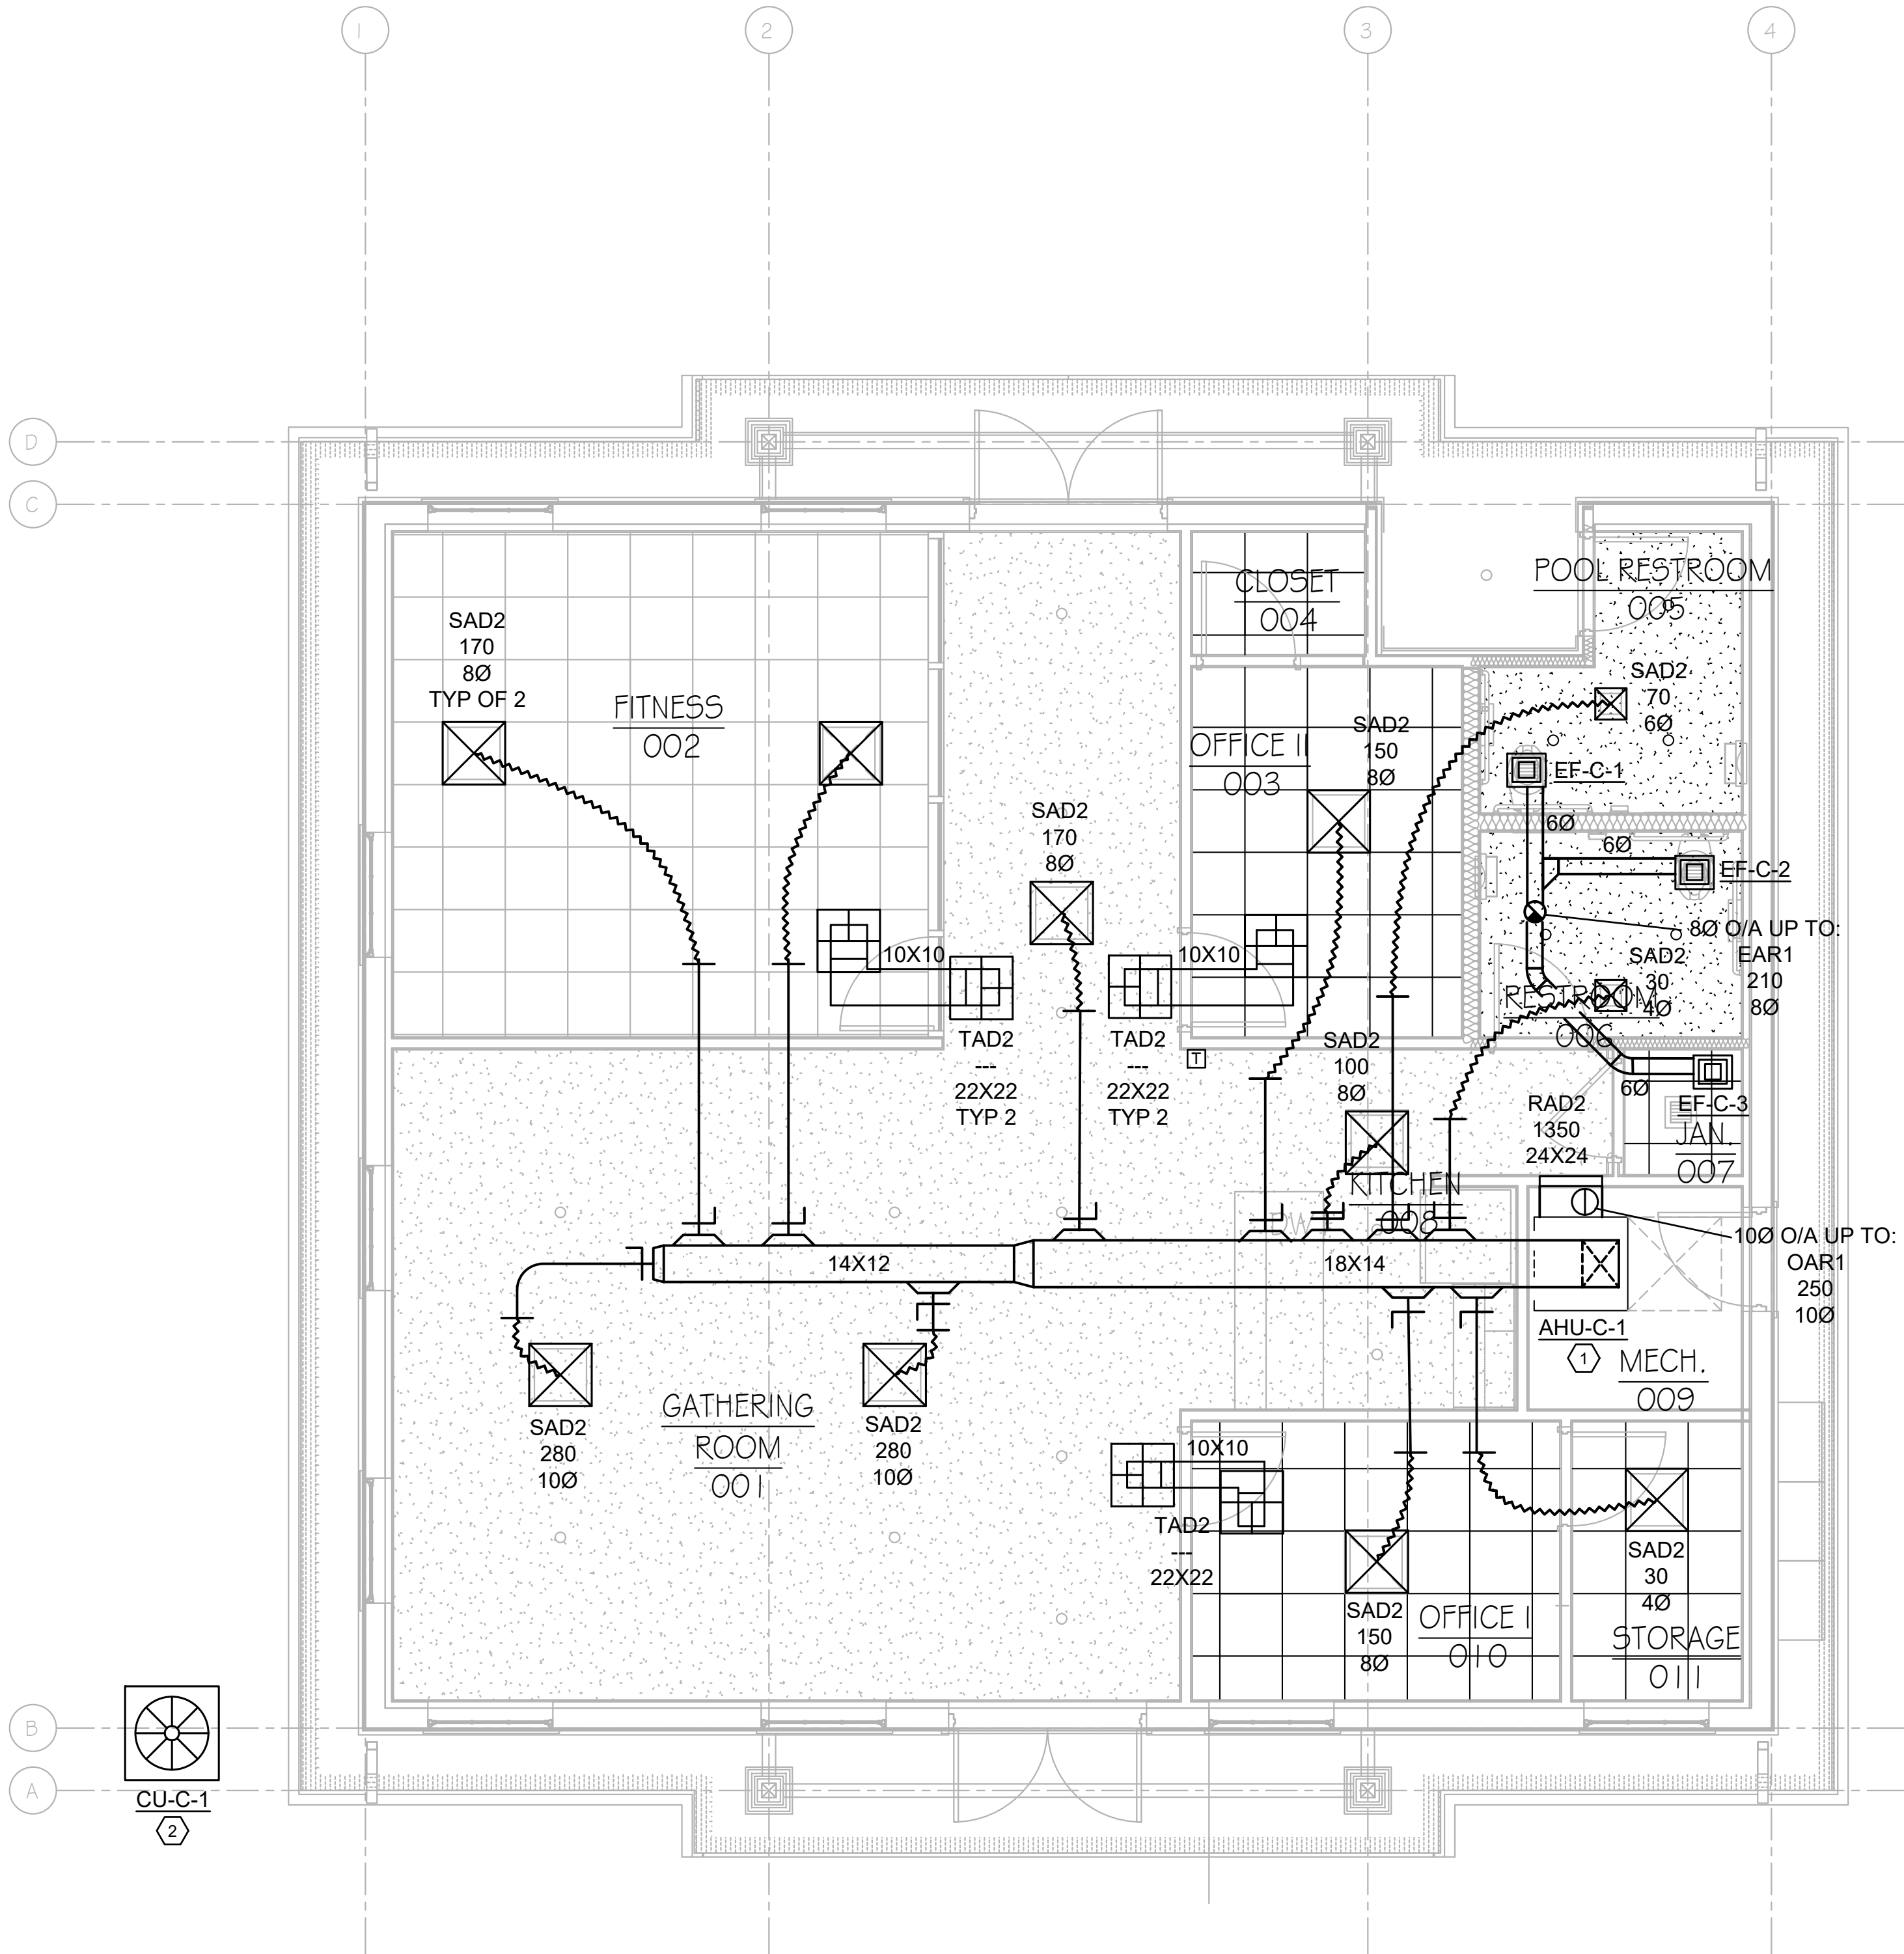 1
2
3
4
D
C
B
A
CLOSET
004
POOL RESTROOM
005
SAD2
170
8Ø
TYP OF 2
FITNESS
002
SAD2
70
6Ø
SAD2
150
8Ø
OFFICE II
003
EF-C-1
6Ø
6Ø
EF-C-2
SAD2
170
8Ø
8Ø O/A UP TO:
EAR1
210
8Ø
10X10
10X10
SAD2
30
4Ø
RESTROOM
006
TAD2
---
22X22
TYP 2
TAD2
---
22X22
TYP 2
T
SAD2
100
8Ø
6Ø
EF-C-3
RAD2
1350
24X24
JAN.
007
KITCHEN
008
DW
14X12
18X14
10Ø O/A UP TO:
OAR1
250
10Ø
AHU-C-1
1
MECH.
009
GATHERING
ROOM
001
SAD2
280
10Ø
SAD2
280
10Ø
10X10
TAD2
---
22X22
SAD2
150
8Ø
OFFICE I
010
SAD2
30
4Ø
STORAGE
011
CU-C-1
2